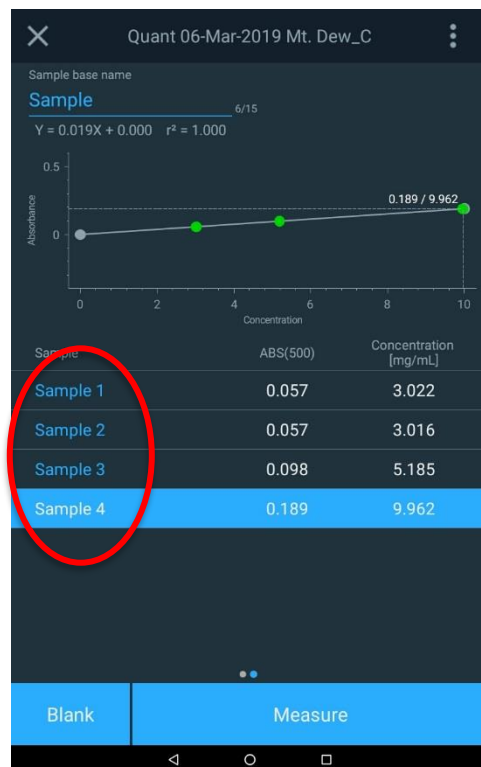 Quant 06-Mar-2019 Mt. Dew_C
Sample base name
Sample
6/15
Y = 0.019X + 0.000 r² = 1.000
0.5
0.189 / 9.962
Absorbance
0
0 2 4 6 8 10
Concentration
Sample ABS(500) Concentration [mg/mL]
Sample 1 0.057 3.022
Sample 2 0.057 3.016
Sample 3 0.098 5.185
Sample 4 0.189 9.962
Blank Measure